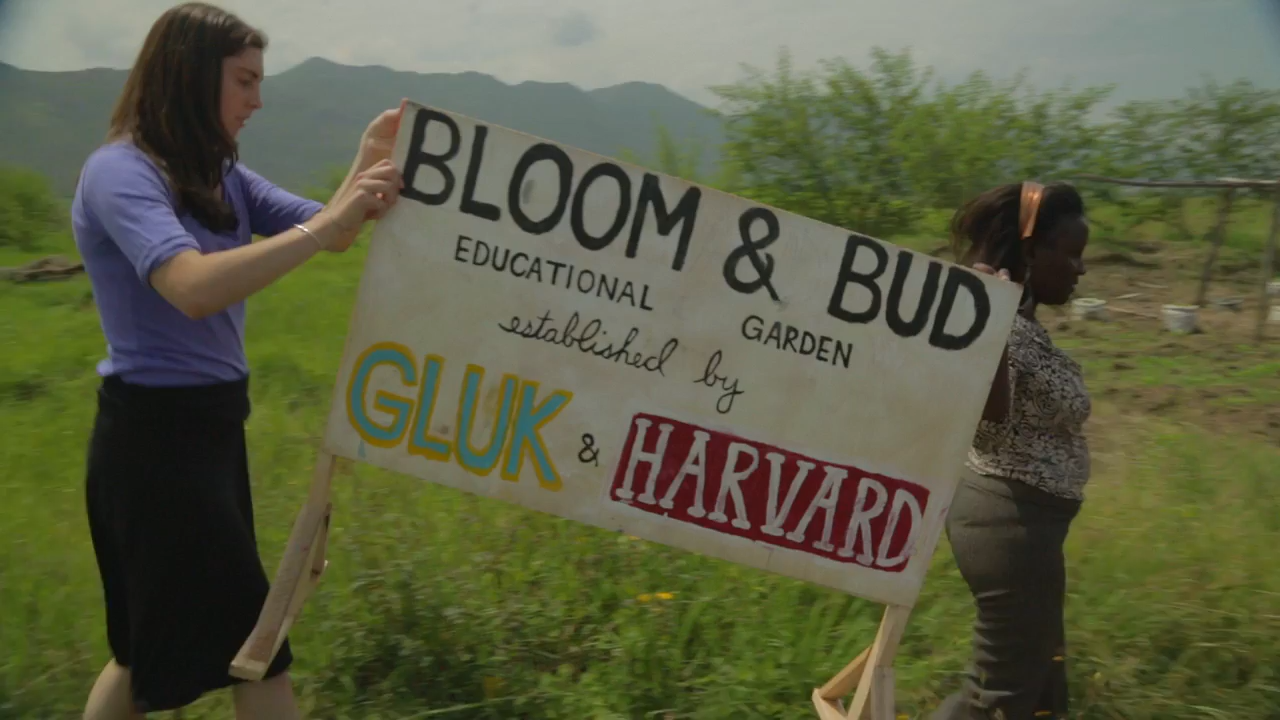 BLOOM & BUD
EDUCATIONAL GARDEN
established by
GLUK & HARVARD